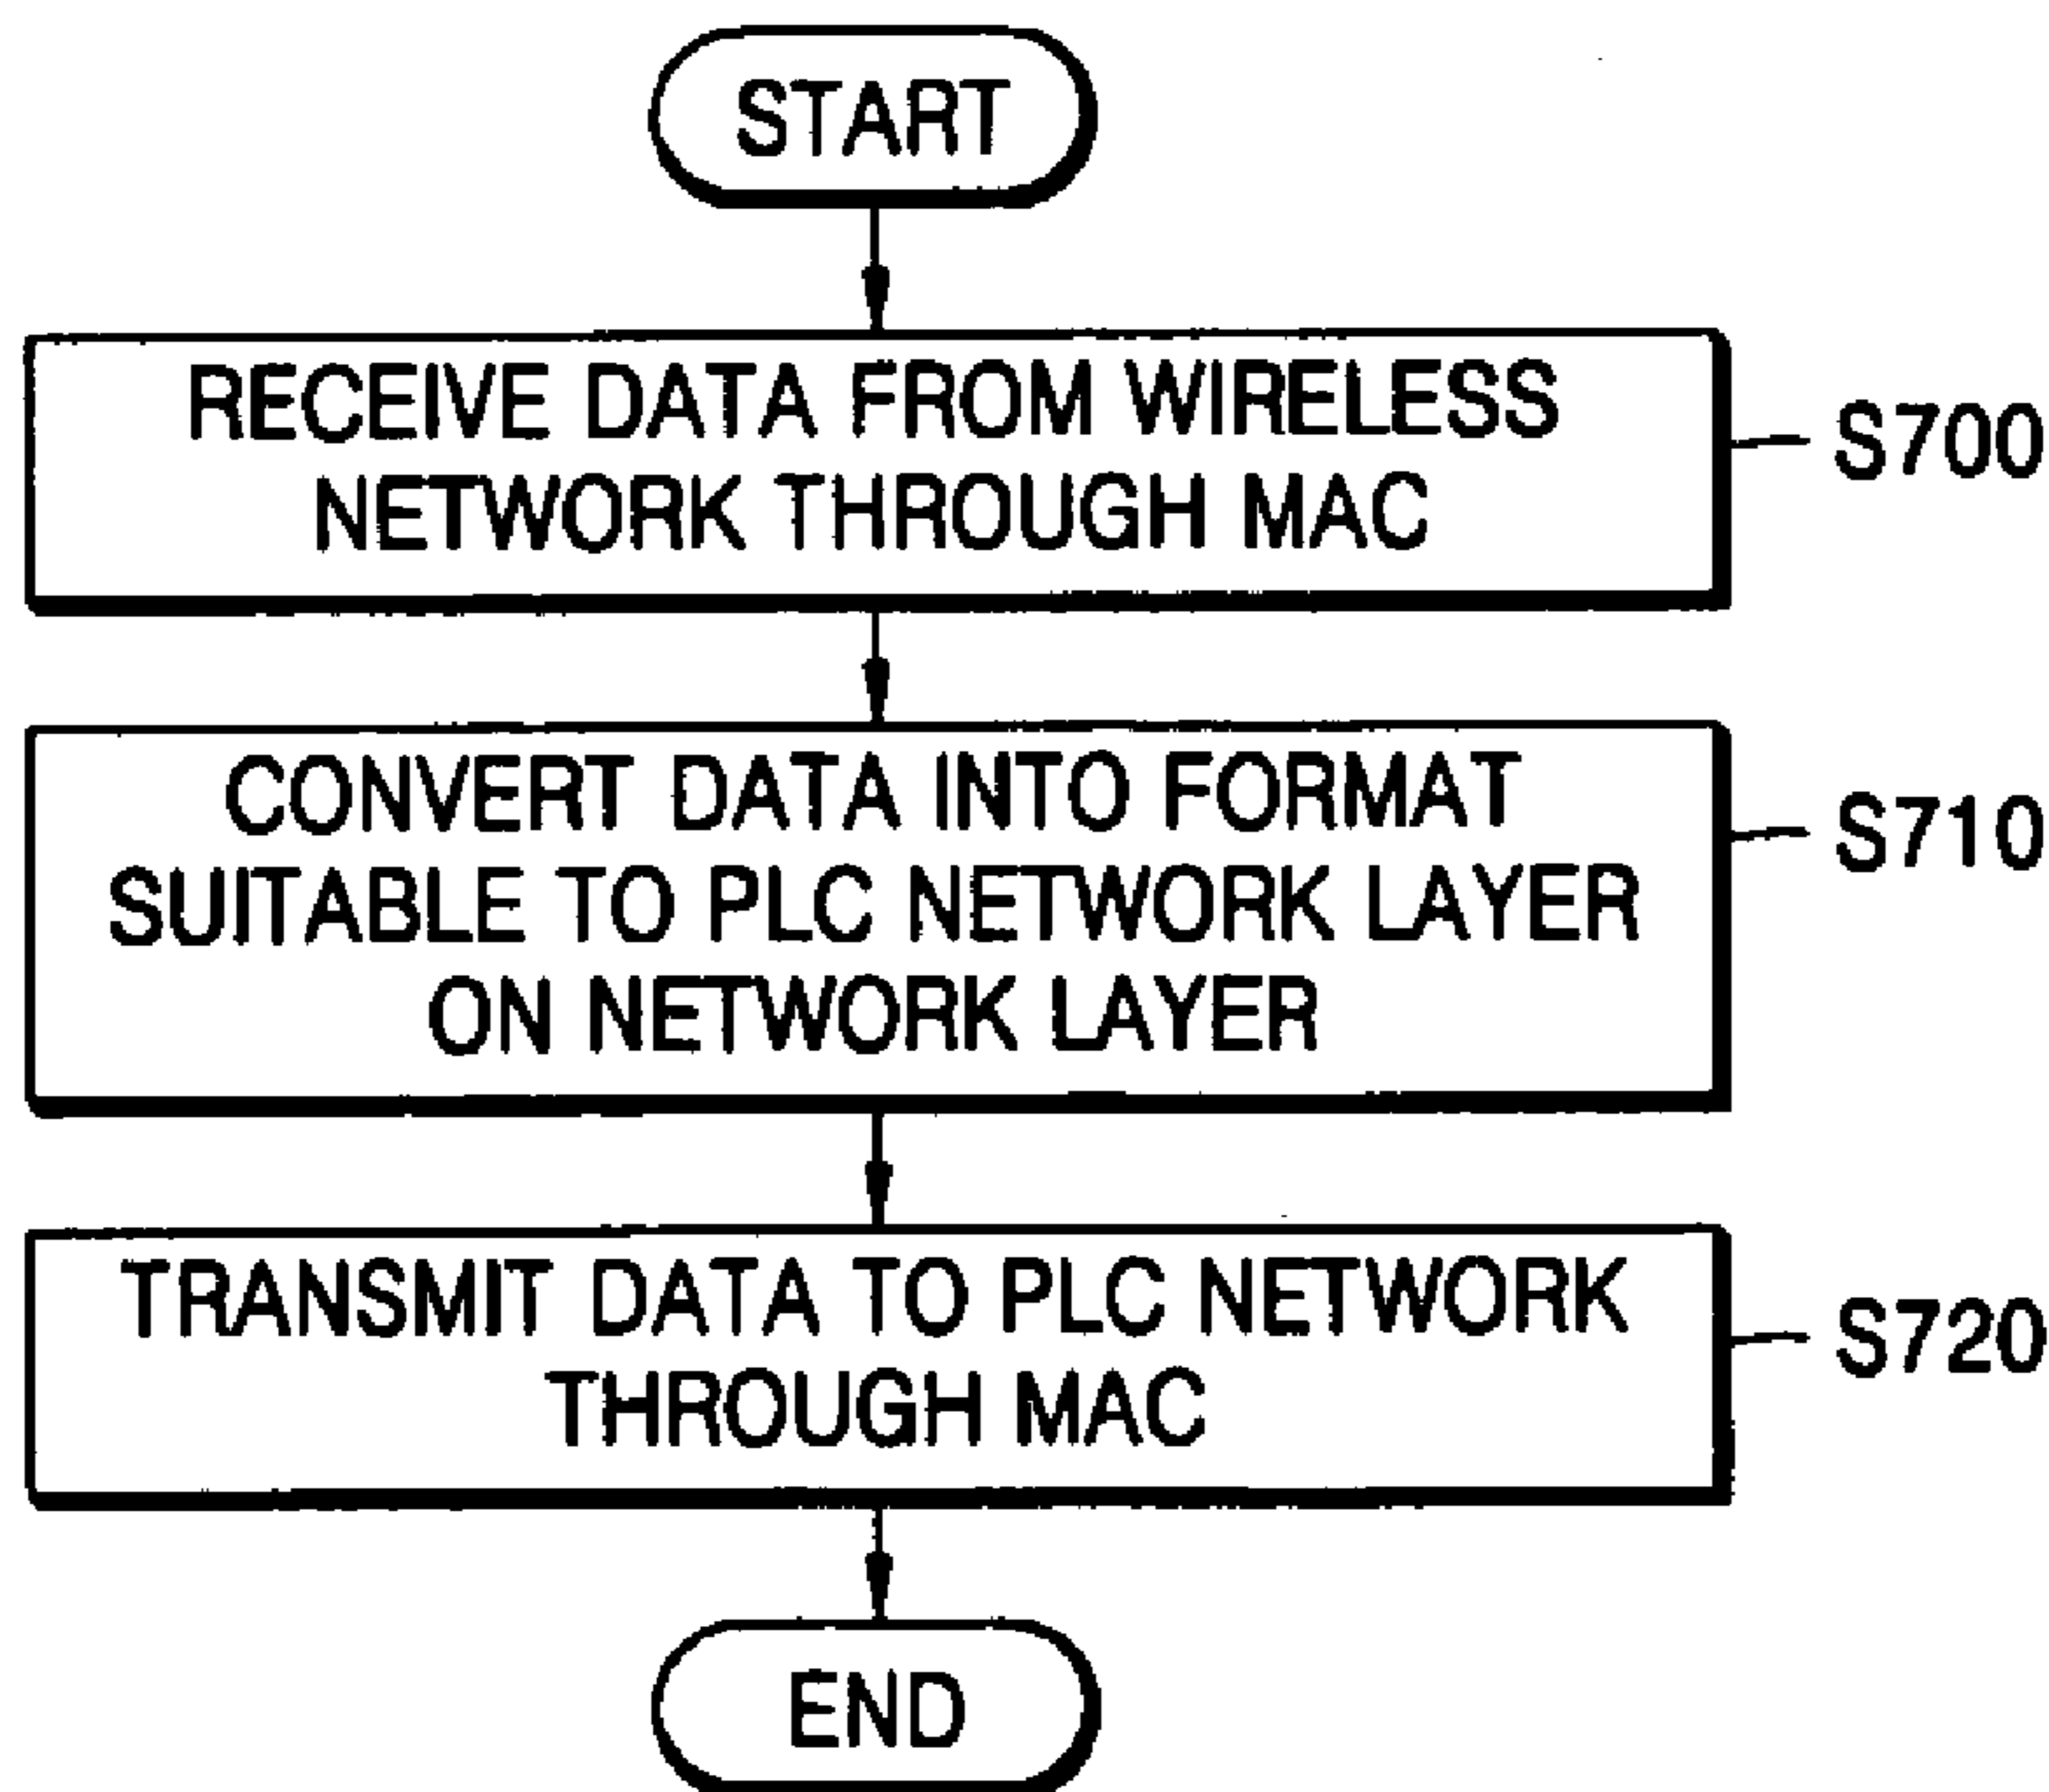 START
RECEIVE DATA FROM WIRELESS
NETWORK THROUGH MAC
S700
CONVERT DATA INTO FORMAT
SUITABLE TO PLC NETWORK LAYER
ON NETWORK LAYER
S710
TRANSMIT DATA TO PLC NETWORK
THROUGH MAC
S720
END